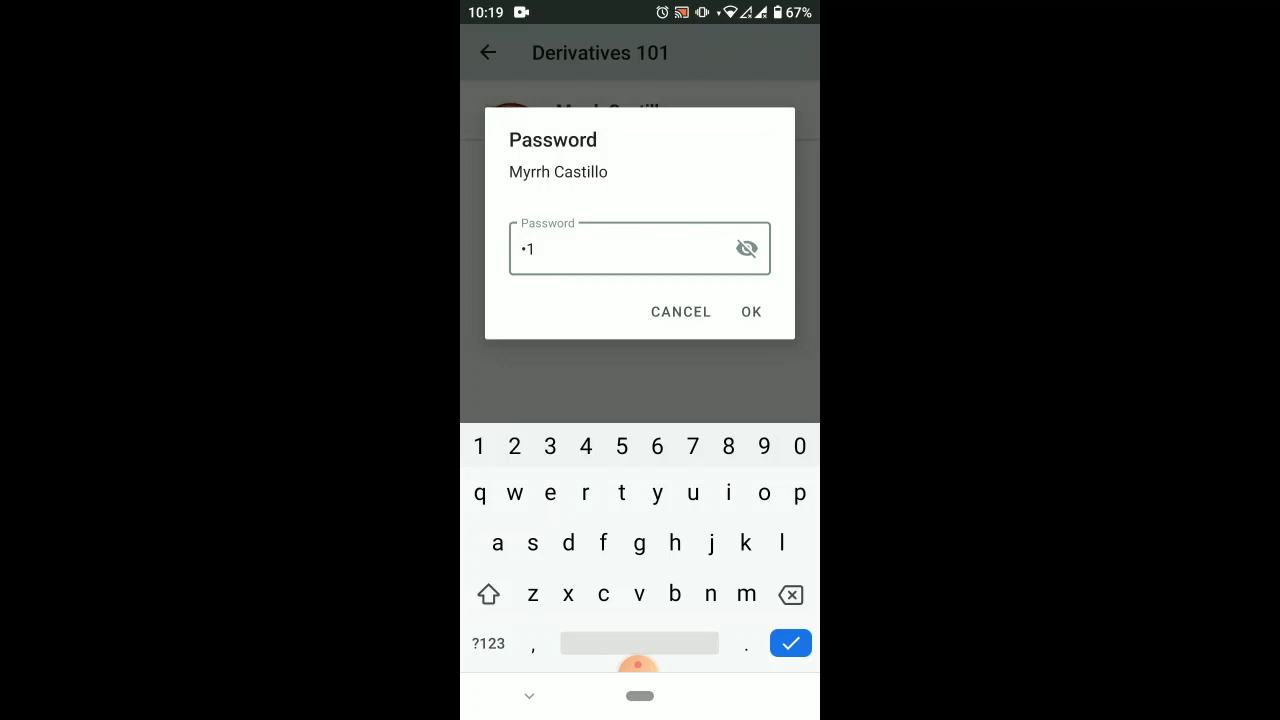 10:19 67%
Derivatives 101
Password
Myrrh Castillo
Password
•1
CANCEL OK
1 2 3 4 5 6 7 8 9 0
q w e r t y u i o p
a s d f g h j k l
z x c v b n m
?123 , .